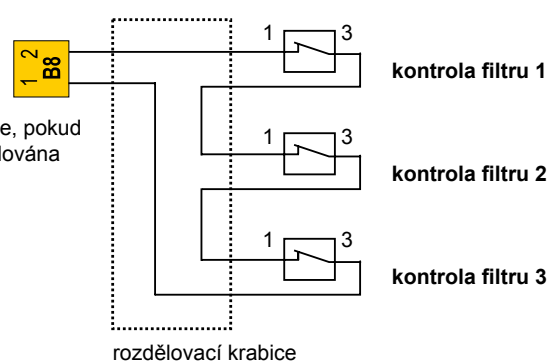 1 3
2
1
B8
kontrola filtru 1
e, pokud
lována
1 3
kontrola filtru 2
1 3
kontrola filtru 3
rozdělovací krabice